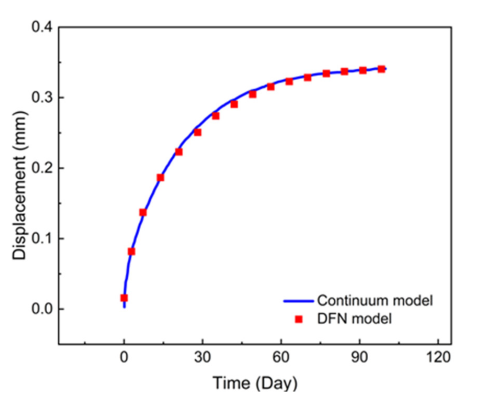 0.4
0.3
0.2
0.1
0.0
Displacement (mm)
Continuum model
DFN model
0 30 60 90 120
Time (Day)